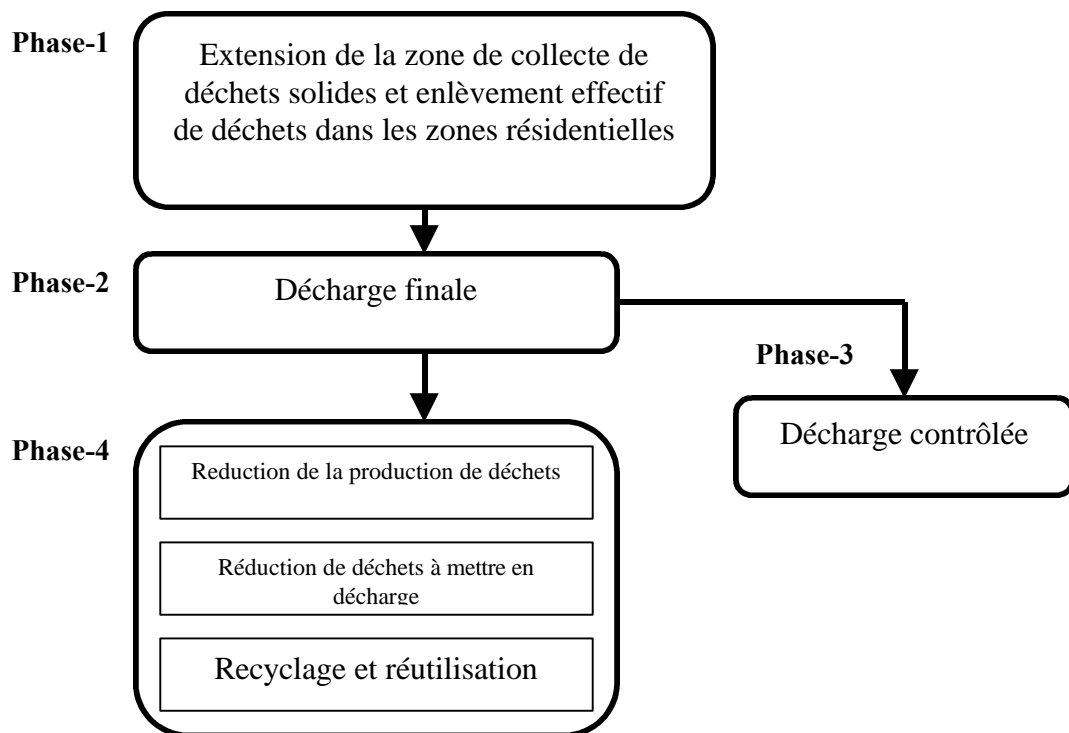 Phase-1
Extension de la zone de collecte de
déchets solides et enlèvement effectif
de déchets dans les zones résidentielles
Phase-2
Décharge finale
Phase-3
Décharge contrôlée
Phase-4
Reduction de la production de déchets
Réduction de déchets à mettre en
décharge
Recyclage et réutilisation